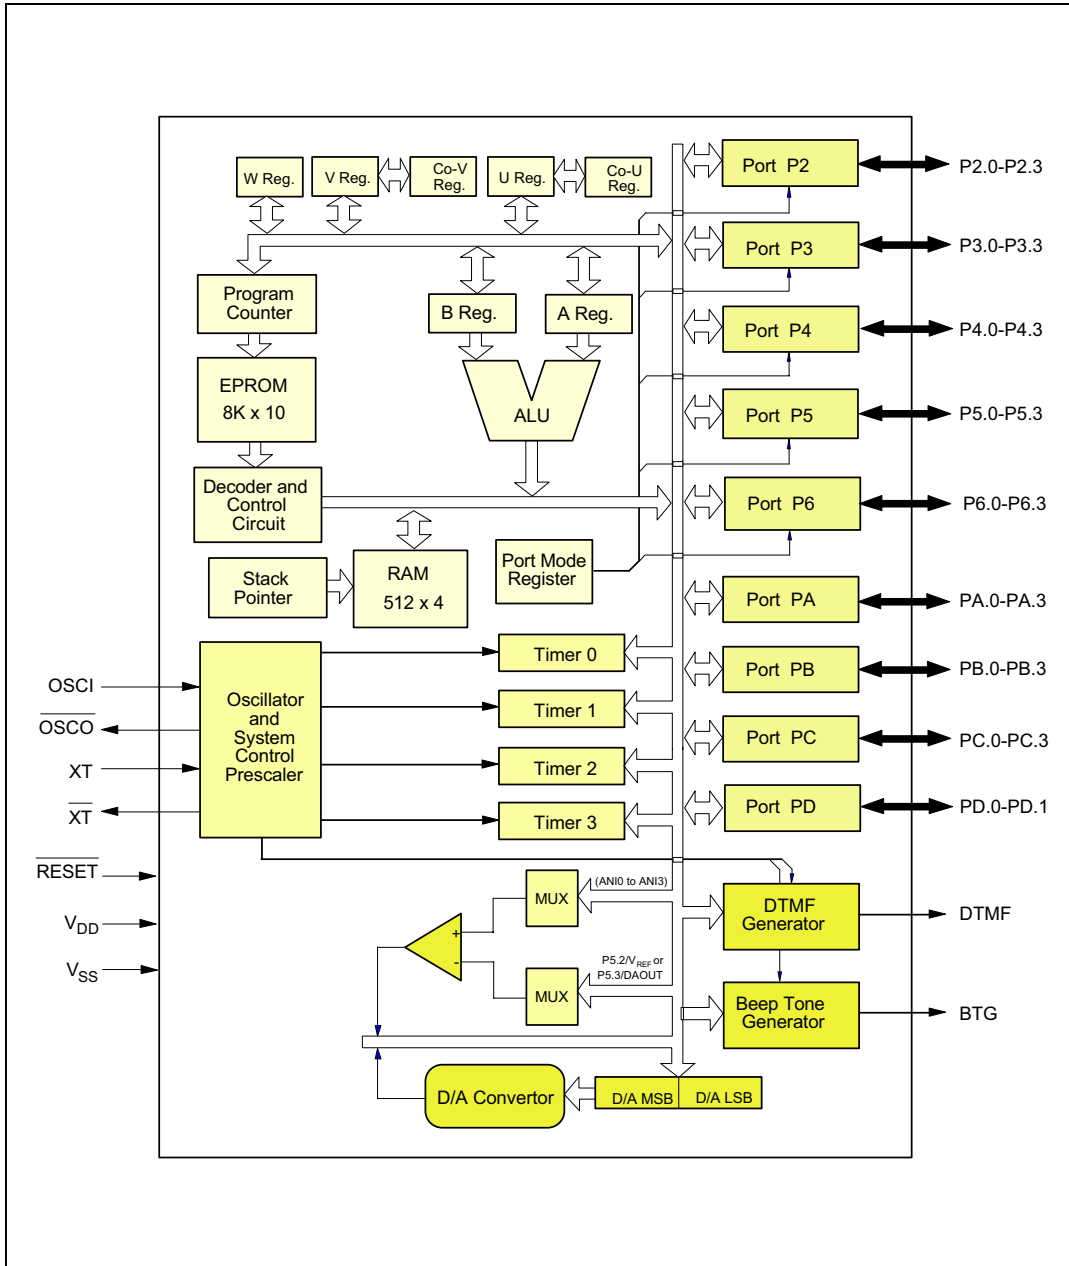 W Reg.
V Reg.
Co-V
Reg.
U Reg.
Co-U
Reg.
Port P2
P2.0-P2.3
Port P3
P3.0-P3.3
Program
Counter
B Reg.
A Reg.
Port P4
P4.0-P4.3
EPROM
8K x 10
ALU
Port P5
P5.0-P5.3
Decoder and
Control
Circuit
Port P6
P6.0-P6.3
Stack
Pointer
RAM
512 x 4
Port Mode
Register
Port PA
PA.0-PA.3
Timer 0
Port PB
PB.0-PB.3
OSCI
OSCO
XT
XT
Oscillator
and
System
Control
Prescaler
Timer 1
Port PC
PC.0-PC.3
Timer 2
Timer 3
Port PD
PD.0-PD.1
RESET
VDD
VSS
MUX
(ANI0 to ANI3)
DTMF
Generator
DTMF
+
-
MUX
P5.2/VREF or
P5.3/DAOUT
Beep Tone
Generator
BTG
D/A Convertor
D/A MSB
D/A LSB